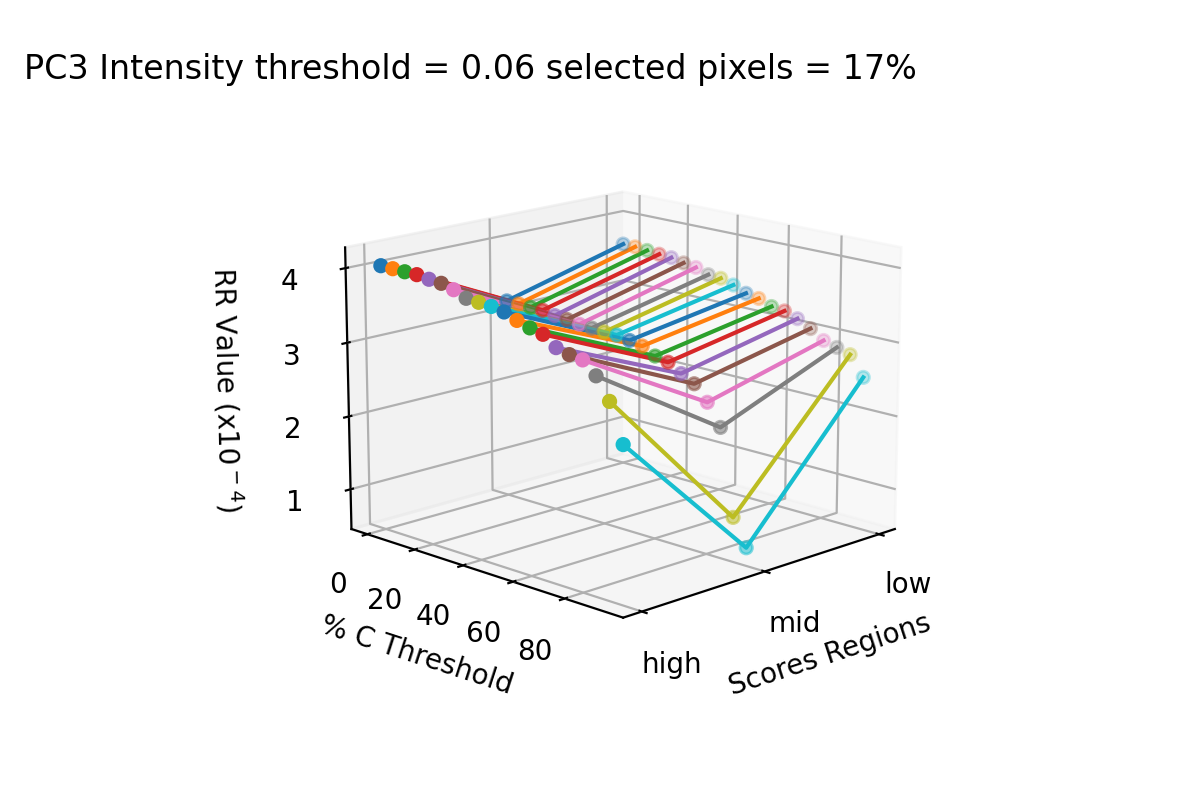 PC3 Intensity threshold = 0.06 selected pixels = 17%
4
3
2
1
RR Value (x10⁻⁴)
0
20
40
60
80
% C Threshold
high
mid
low
Scores Regions